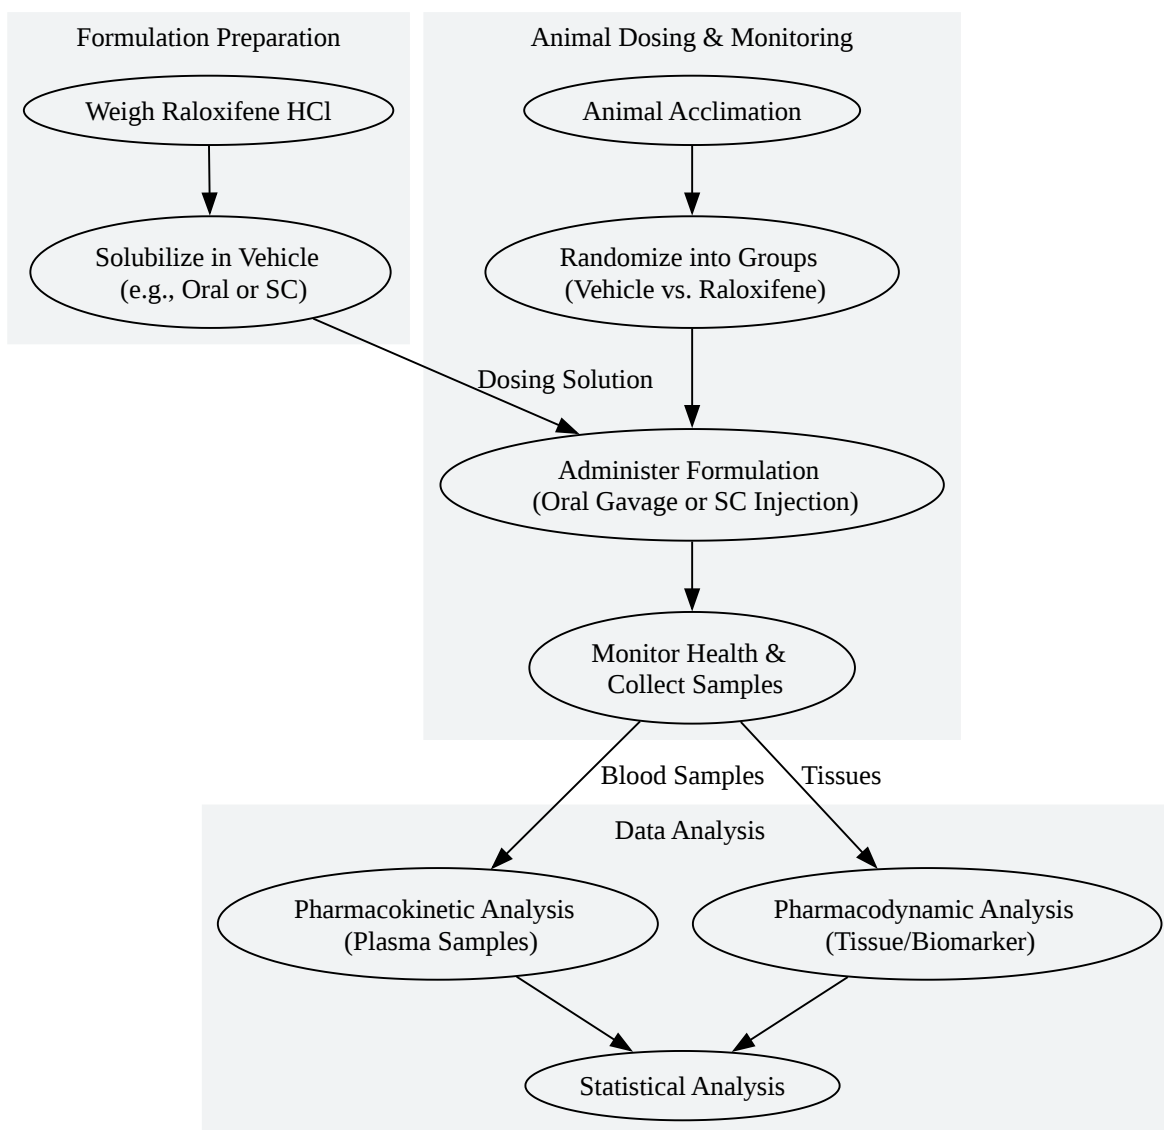 Formulation Preparation
Weigh Raloxifene HCl
Solubilize in Vehicle
(e.g., Oral or SC)
Animal Dosing & Monitoring
Animal Acclimation
Randomize into Groups
(Vehicle vs. Raloxifene)
Dosing Solution
Administer Formulation
(Oral Gavage or SC Injection)
Monitor Health &
Collect Samples
Blood Samples
Tissues
Data Analysis
Pharmacokinetic Analysis
(Plasma Samples)
Pharmacodynamic Analysis
(Tissue/Biomarker)
Statistical Analysis